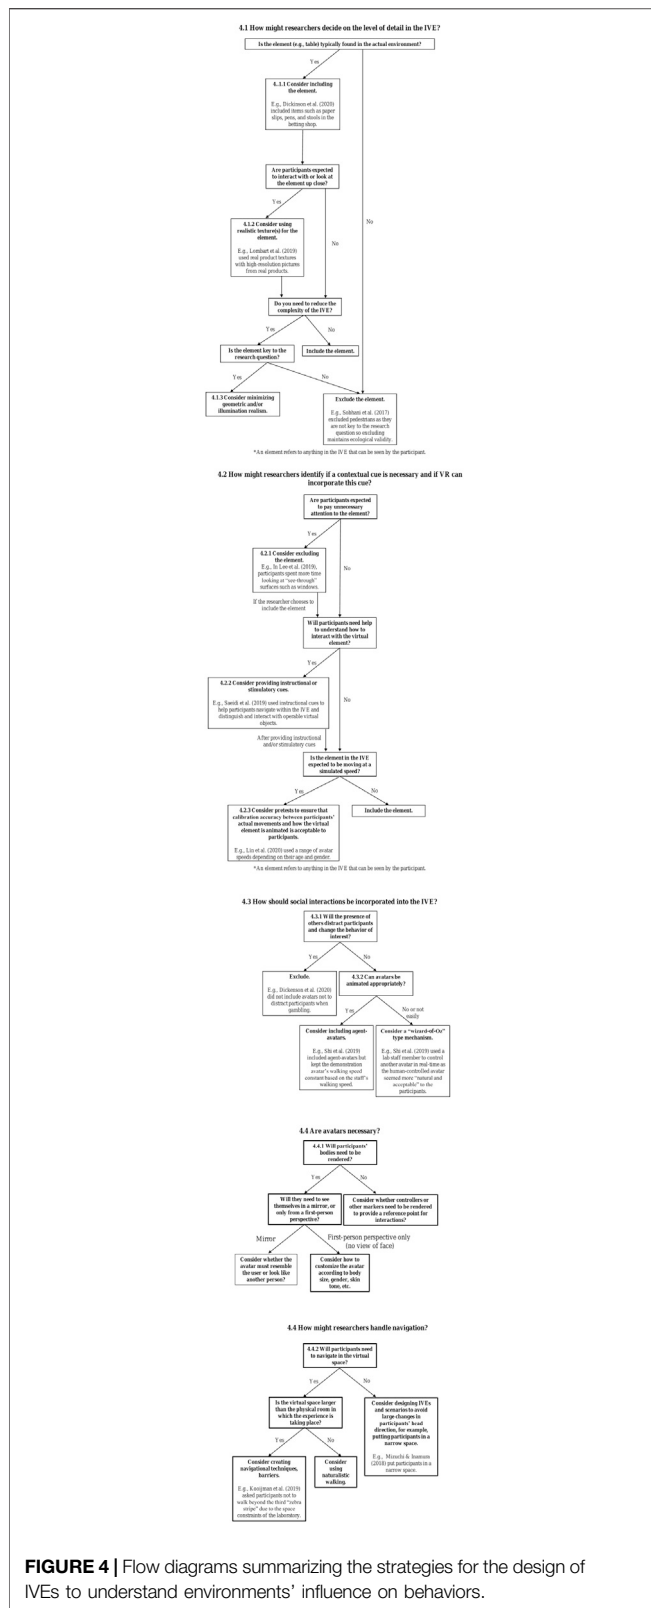 4.1 How might researchers decide on the level of detail in the IVE?
Is the element (e.g., table) typically found in the actual environment?
Yes
4..1.1 Consider including
the element.
E.g., Dickinson et al. (2020)
included items such as paper
slips, pens, and stools in the
betting shop.
Are participants expected
to interact with or look at
the element up close?
Yes
No
No
4.1.2 Consider using
realistic texture(s) for the
element.
E.g., Lombart et al. (2019)
used real product textures
with high-resolution pictures
from real products.
Do you need to reduce the
complexity of the IVE?
Yes
No
Is the element key to the
research question?
Include the element.
Yes
No
4.1.3 Consider minimizing
geometric and/or
illumination realism.
Exclude the element.
E.g., Sobhani et al. (2017)
excluded pedestrians as they
are not key to the research
question so excluding
maintains ecological validity.
*An element refers to anything in the IVE that can be seen by the participant.
4.2 How might researchers identify if a contextual cue is necessary and if VR can
incorporate this cue?
Are participants expected
to pay unnecessary
attention to the element?
Yes
No
4.2.1 Consider excluding
the element.
E.g., In Lee et al. (2019),
participants spent more time
looking at "see-through"
surfaces such as windows.
If the researcher chooses to
include the element
Will participants need help
to understand how to
interact with the virtual
element?
Yes
No
4.2.2 Consider providing instructional or
stimulatory cues.
E.g., Saeidi et al. (2019) used instructional cues to
help participants navigate within the IVE and
distinguish and interact with operable virtual
objects.
After providing instructional
and/or stimulatory cues
Is the element in the IVE
expected to be moving at a
simulated speed?
Yes
No
4.2.3 Consider pretests to ensure that
calibration accuracy between participants'
actual movements and how the virtual
element is animated is acceptable to
participants.
E.g., Lin et al. (2020) used a range of avatar
speeds depending on their age and gender.
Include the element.
*An element refers to anything in the IVE that can be seen by the participant.
4.3 How should social interactions be incorporated into the IVE?
4.3.1 Will the presence of
others distract participants
and change the behavior of
interest?
Yes
No
Exclude.
E.g., Dickenson et al. (2020)
did not include avatars not to
distract participants when
gambling.
4.3.2 Can avatars be
animated appropriately?
Yes
No or not
easily
Consider including agent-
avatars.
E.g., Shi et al. (2019)
included agent-avatars but
kept the demonstration
avatar's walking speed
constant based on the staff's
walking speed.
Consider a "wizard-of-Oz"
type mechanism.
E.g., Shi et al. (2019) used a
lab staff member to control
another avatar in real-time as
the human-controlled avatar
seemed more "natural and
acceptable" to the
participants.
4.4 Are avatars necessary?
4.4.1 Will participants'
bodies need to be
rendered?
Yes
No
Will they need to see
themselves in a mirror, or
only from a first-person
perspective?
Consider whether controllers or
other markers need to be rendered
to provide a reference point for
interactions?
Mirror
First-person perspective only
(no view of face)
Consider whether the
avatar must resemble
the user or look like
another person?
Consider how to
customize the avatar
according to body
size, gender, skin
tone, etc.
4.4 How might researchers handle navigation?
4.4.2 Will participants need
to navigate in the virtual
space?
Yes
No
Is the virtual space larger
than the physical room in
which the experience is
taking place?
Consider designing IVEs
and scenarios to avoid
large changes in
participants' head
direction, for example,
putting participants in a
narrow space.
E.g., Mizuchi & Inamura
(2018) put participants in a
narrow space.
Yes
No
Consider creating
navigational techniques,
barriers.
E.g., Kooijman et al. (2019)
asked participants not to
walk beyond the third "zebra
stripe" due to the space
constraints of the laboratory.
Consider
using
naturalistic
walking.
FIGURE 4 | Flow diagrams summarizing the strategies for the design of
IVEs to understand environments' influence on behaviors.